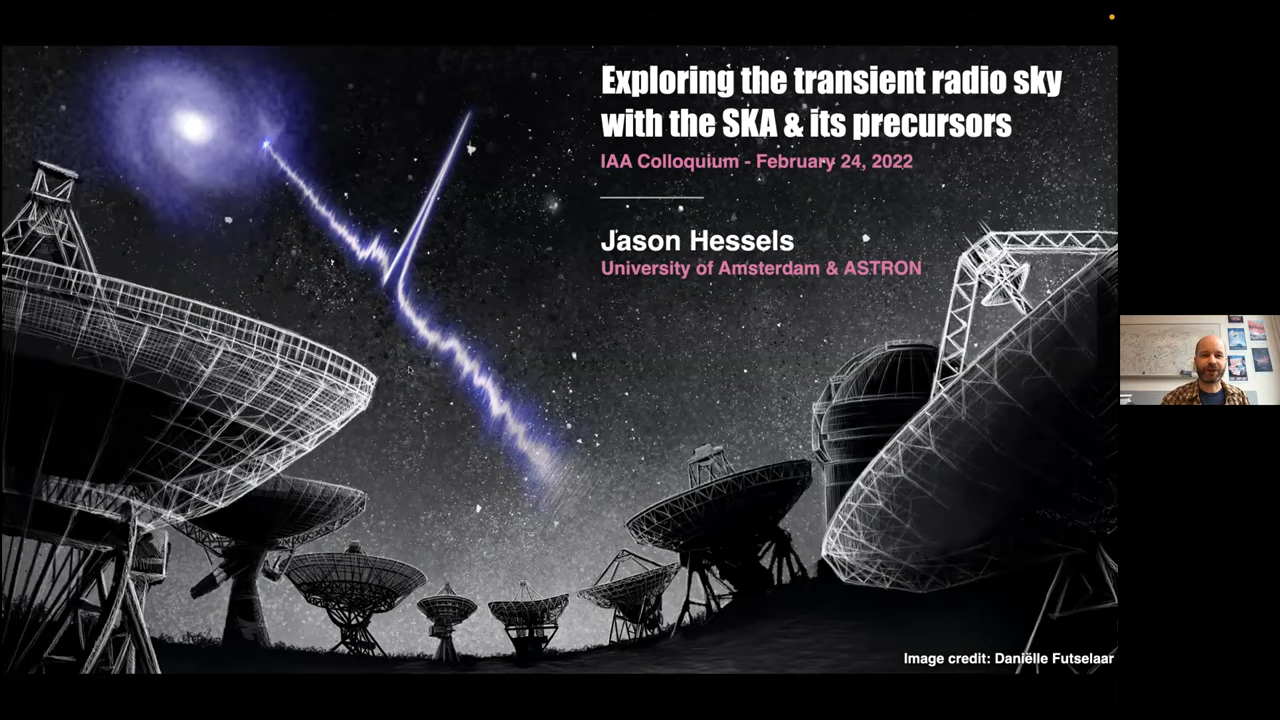 Exploring the transient radio sky
with the SKA & its precursors
IAA Colloquium - February 24, 2022
Jason Hessels
University of Amsterdam & ASTRON
Image credit: Daniëlle Futselaar